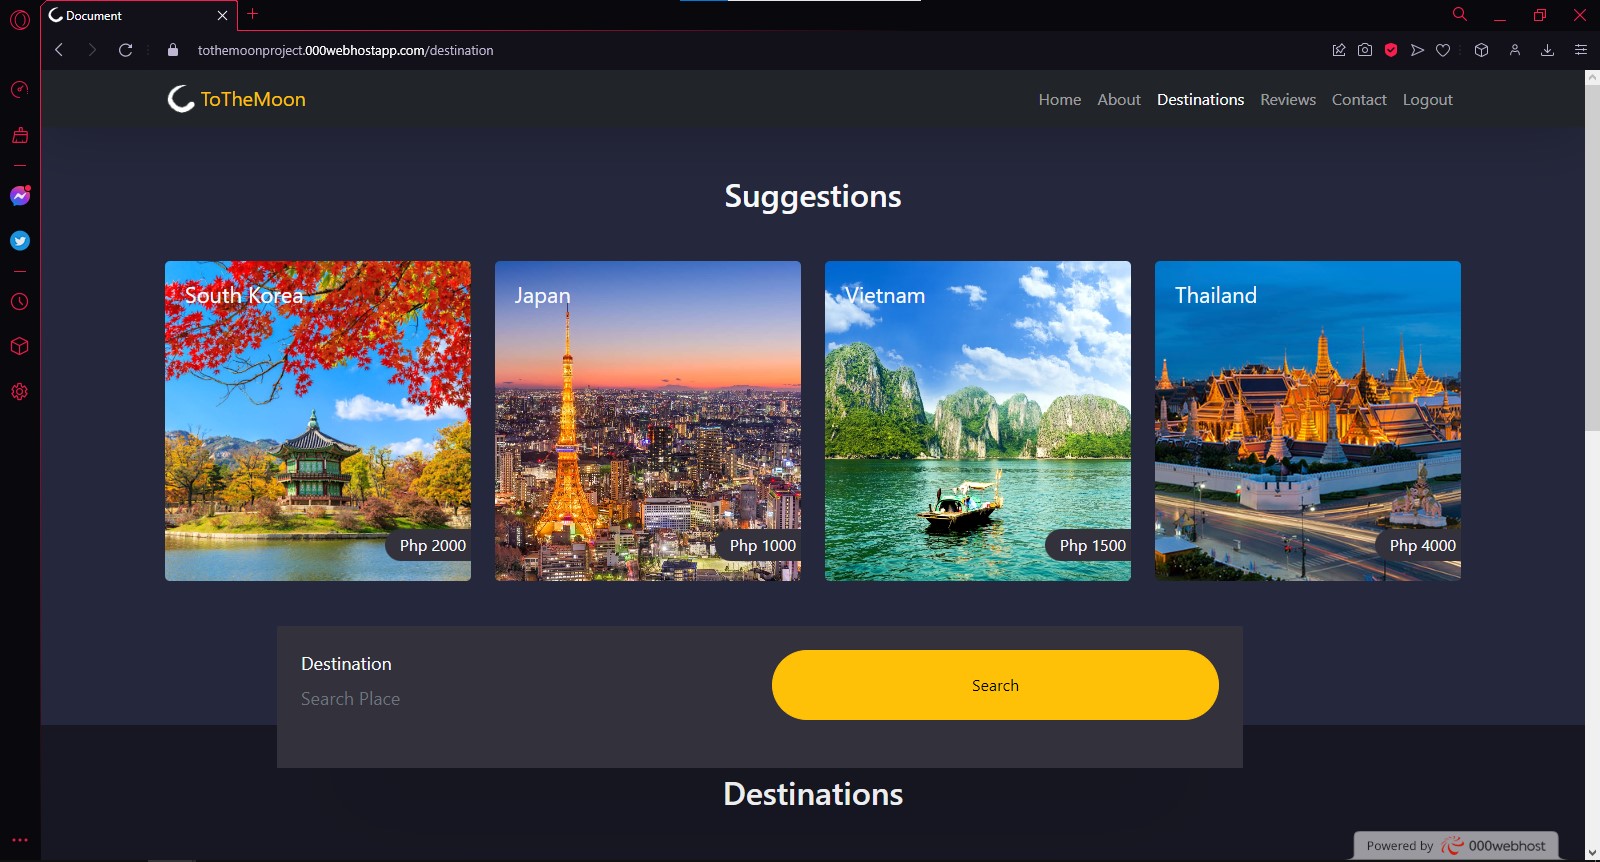 Document
tothemoonproject.000webhostapp.com/destination
ToTheMoon
Home About Destinations Reviews Contact Logout
Suggestions
South Korea
Php 2000
Japan
Php 1000
Vietnam
Php 1500
Thailand
Php 4000
Destination
Search Place
Search
Destinations
Powered by 000webhost